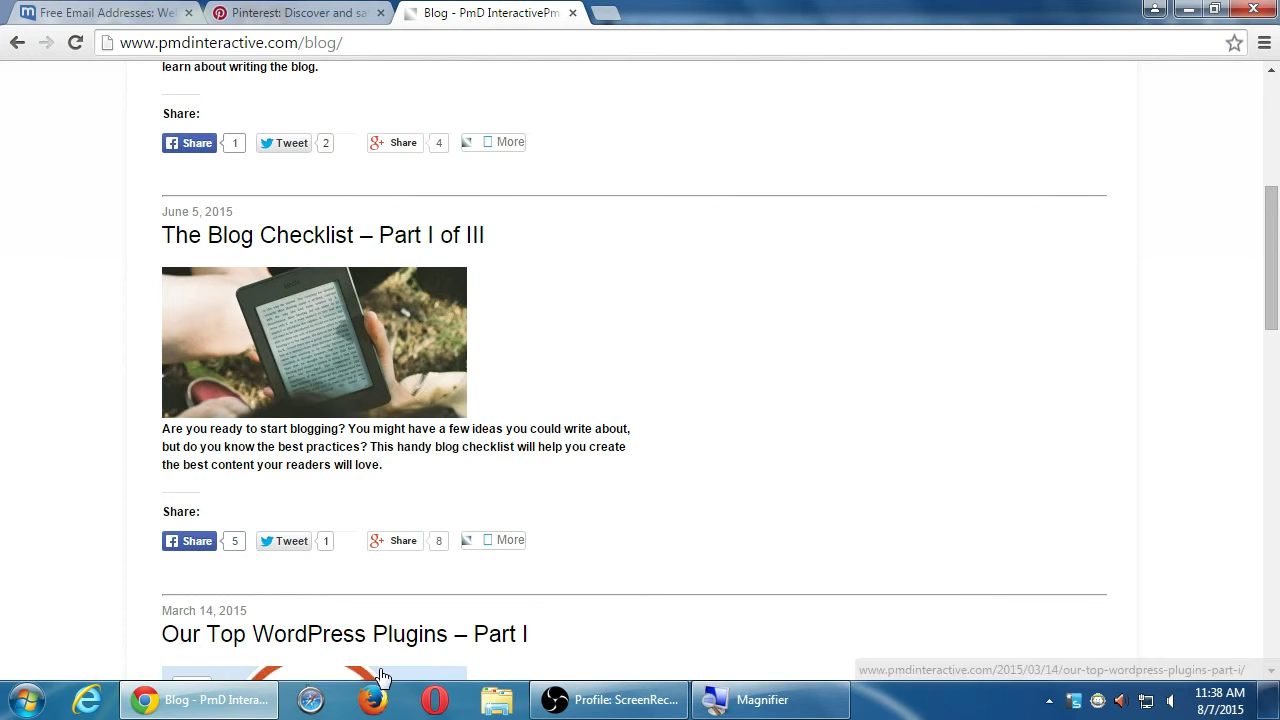 Free Email Addresses: We
Pinterest: Discover and sa
Blog - PmD InteractivePm
www.pmdinteractive.com/blog/
learn about writing the blog.
Share:
Share 1 Tweet 2 Share 4 More
June 5, 2015
The Blog Checklist – Part I of III
Are you ready to start blogging? You might have a few ideas you could write about,
but do you know the best practices? This handy blog checklist will help you create
the best content your readers will love.
Share:
Share 5 Tweet 1 Share 8 More
March 14, 2015
Our Top WordPress Plugins – Part I
www.pmdinteractive.com/2015/03/14/our-top-wordpress-plugins-part-i/
Blog - PmD Intera...
Profile: ScreenRec...
Magnifier
11:38 AM
8/7/2015